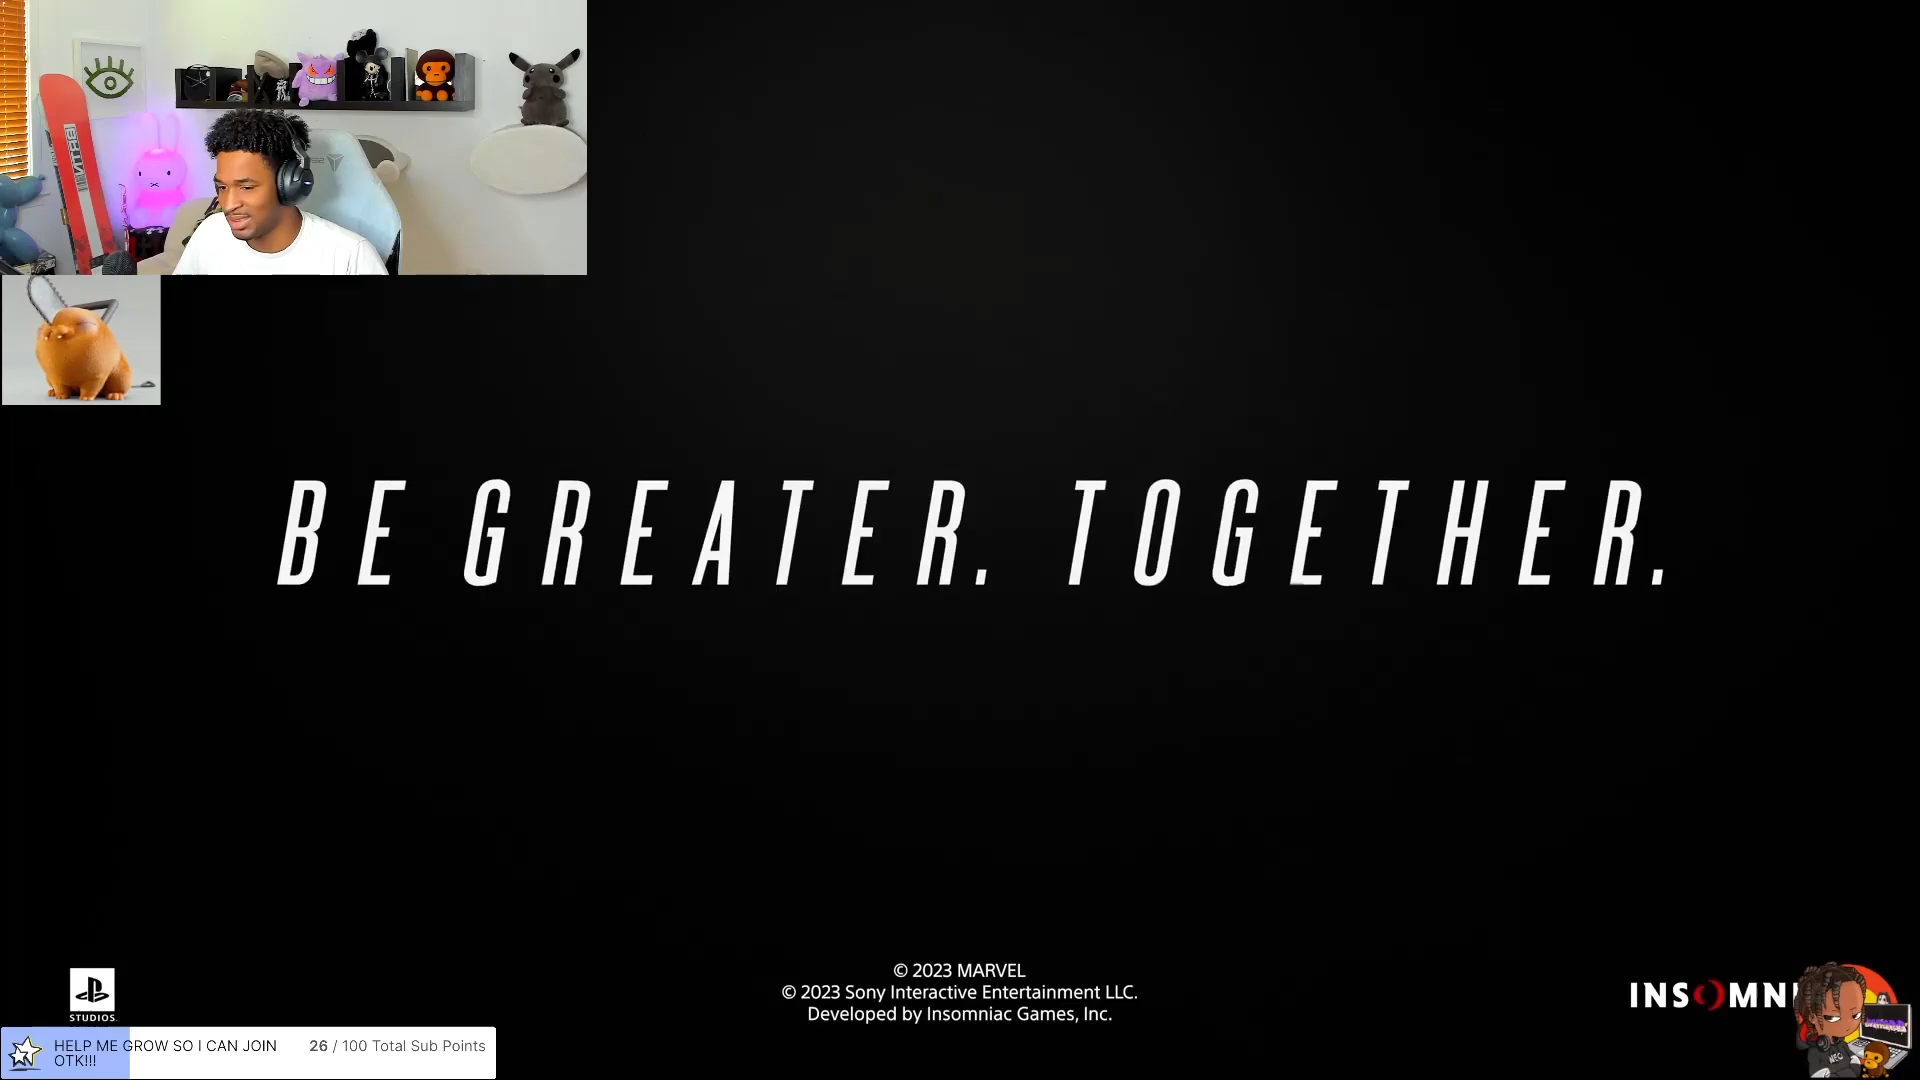 BE GREATER. TOGETHER.
© 2023 MARVEL
© 2023 Sony Interactive Entertainment LLC.
Developed by Insomniac Games, Inc.
STUDIOS
INSOMNI
HELP ME GROW SO I CAN JOIN
OTK!!!
26 / 100 Total Sub Points